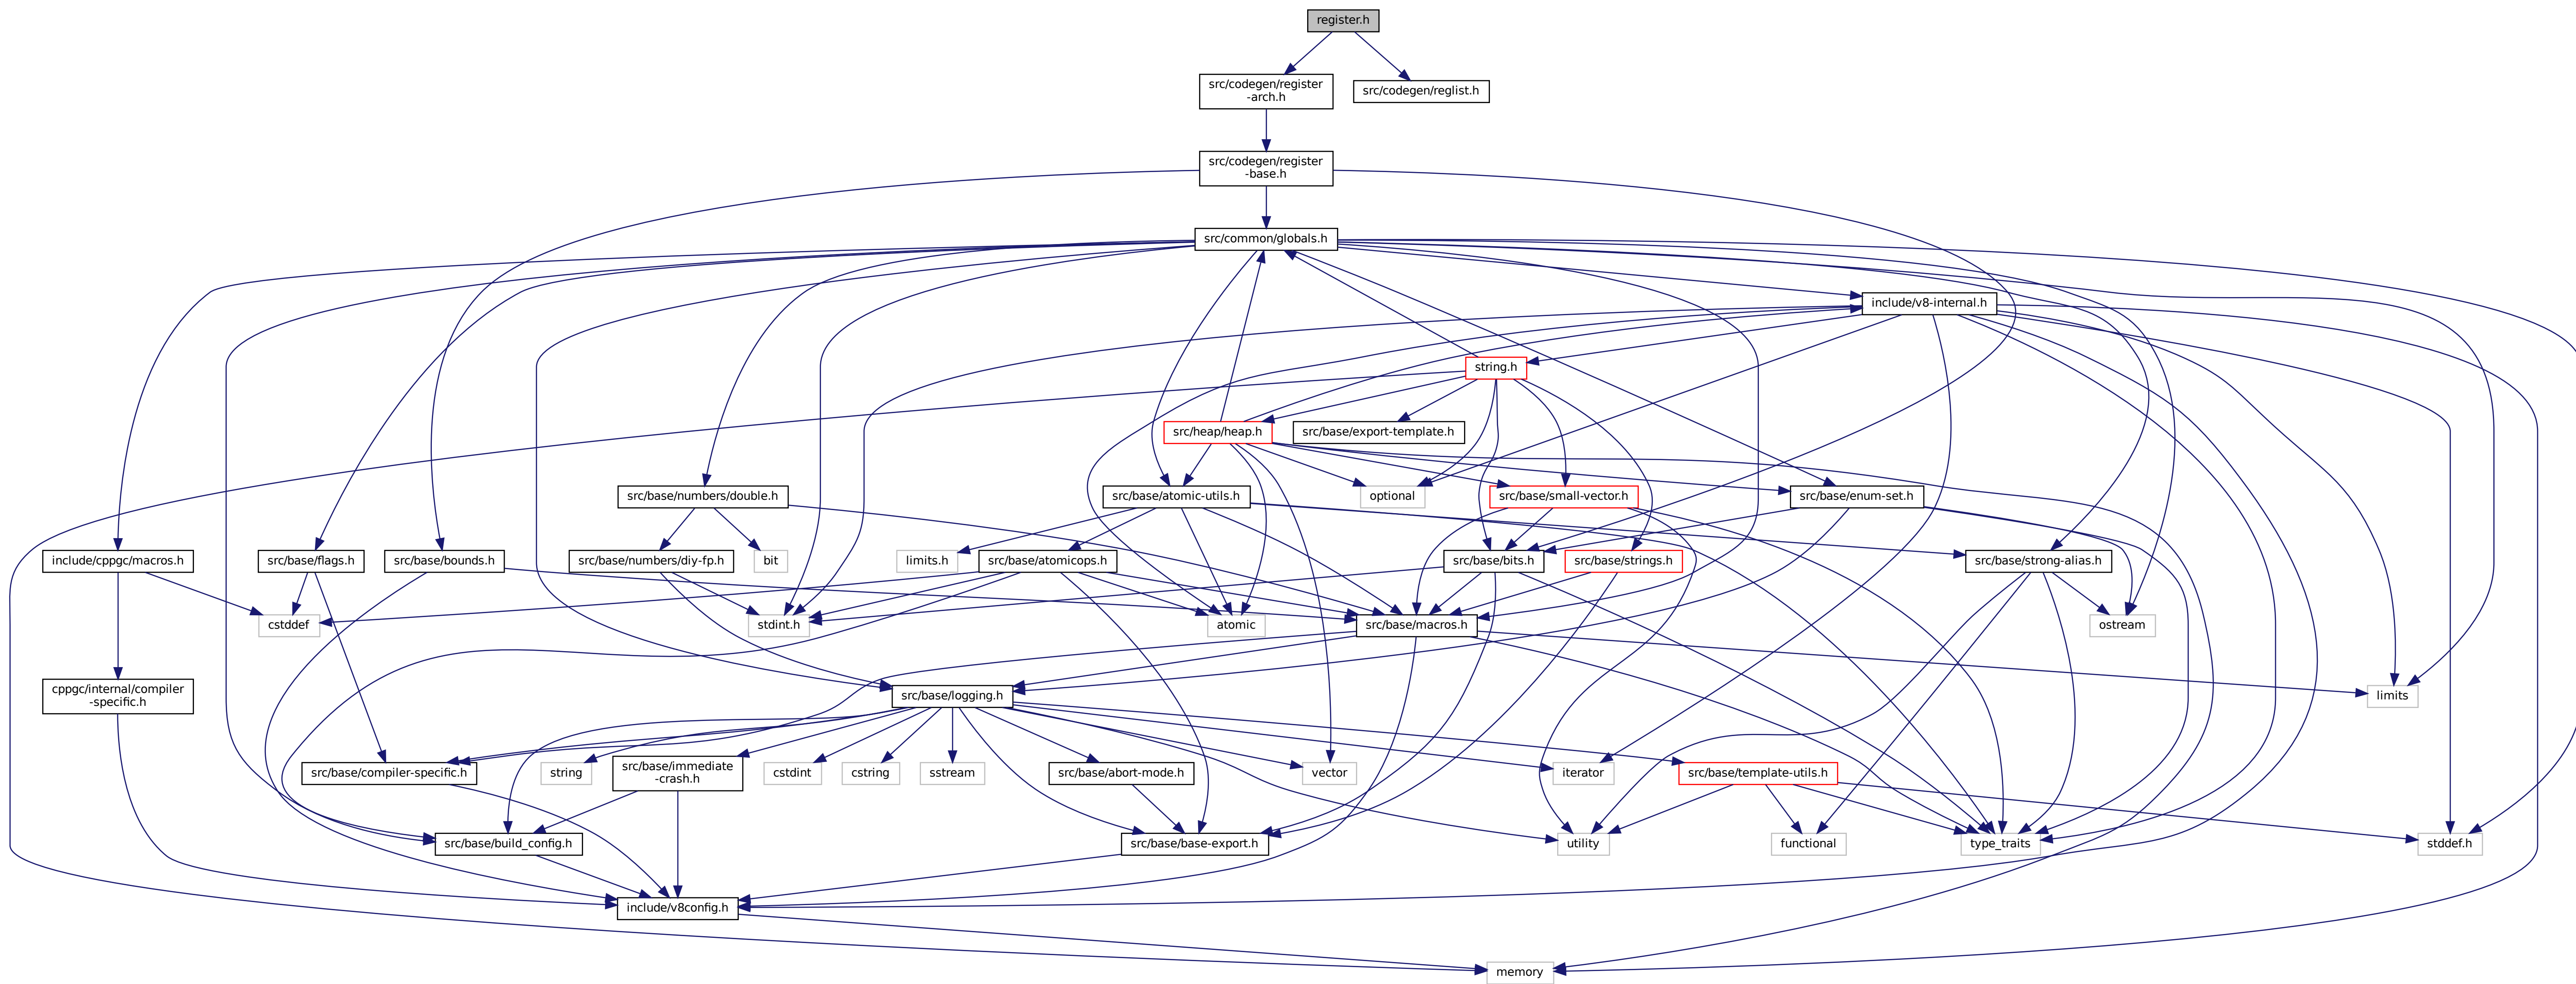 register.h
src/codegen/register
-arch.h
src/codegen/reglist.h
src/codegen/register
-base.h
src/common/globals.h
include/v8-internal.h
string.h
src/heap/heap.h
src/base/export-template.h
src/base/numbers/double.h
src/base/atomic-utils.h
optional
src/base/small-vector.h
src/base/enum-set.h
include/cppgc/macros.h
src/base/flags.h
src/base/bounds.h
src/base/numbers/diy-fp.h
bit
limits.h
src/base/atomicops.h
src/base/bits.h
src/base/strings.h
src/base/strong-alias.h
cstddef
stdint.h
atomic
src/base/macros.h
ostream
cppgc/internal/compiler
-specific.h
src/base/logging.h
limits
src/base/compiler-specific.h
string
src/base/immediate
-crash.h
cstdint
cstring
sstream
src/base/abort-mode.h
vector
iterator
src/base/template-utils.h
src/base/build_config.h
src/base/base-export.h
utility
functional
type_traits
stddef.h
include/v8config.h
memory